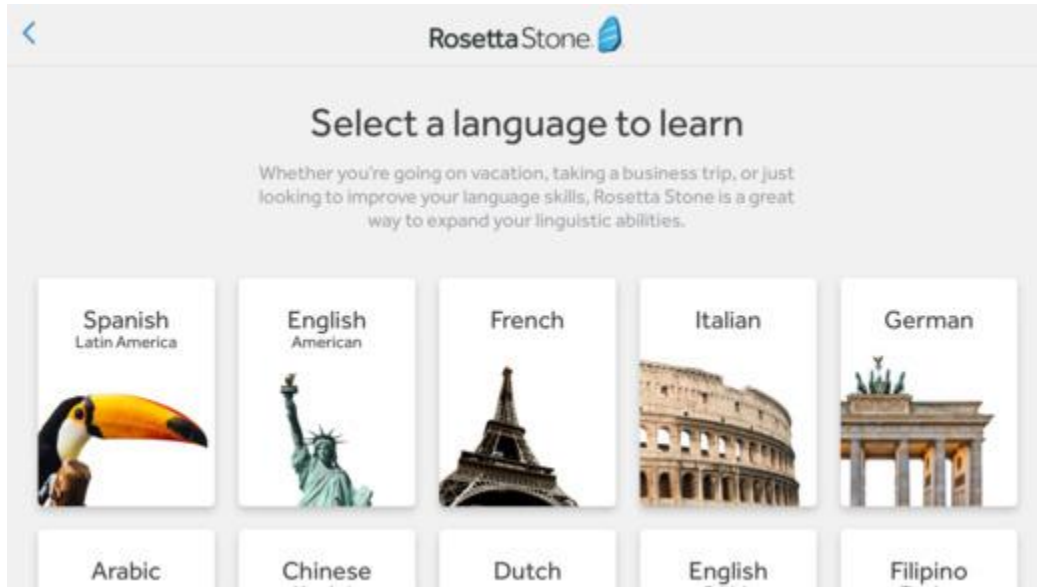 Rosetta Stone
Select a language to learn
Whether you're going on vacation, taking a business trip, or just
looking to improve your language skills, Rosetta Stone is a great
way to expand your linguistic abilities.
Spanish
Latin America
English
American
French
Italian
German
Arabic
Chinese
Dutch
English
Filipino